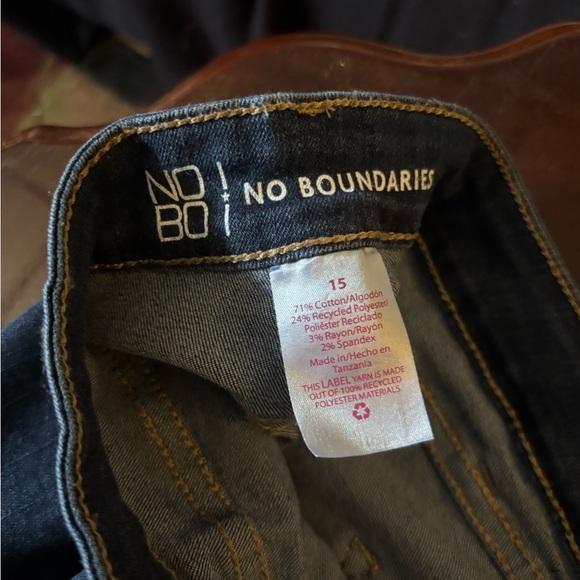 NO
BO
NO BOUNDARIES
15
71% Cotton/Algodón
24% Recycled Polyester/
Poliéster Reciclado
3% Rayon/Rayón
2% Spandex
Made in/Hecho en
Tanzania
THIS LABEL YARN IS MADE
OUT OF 100% RECYCLED
POLYESTER MATERIALS